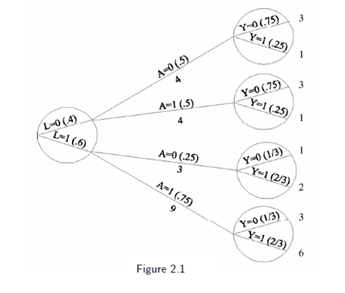 Y=0 (.75) 3
Y=1 (.25) 1
A=0 (.5)
4
Y=0 (.75) 3
Y=1 (.25) 1
A=1 (.5)
4
L=0 (.4)
L=1 (.6)
A=0 (.25)
3
Y=0 (1/3) 1
Y=1 (2/3) 2
A=1 (.75)
9
Y=0 (1/3) 3
Y=1 (2/3) 6
Figure 2.1